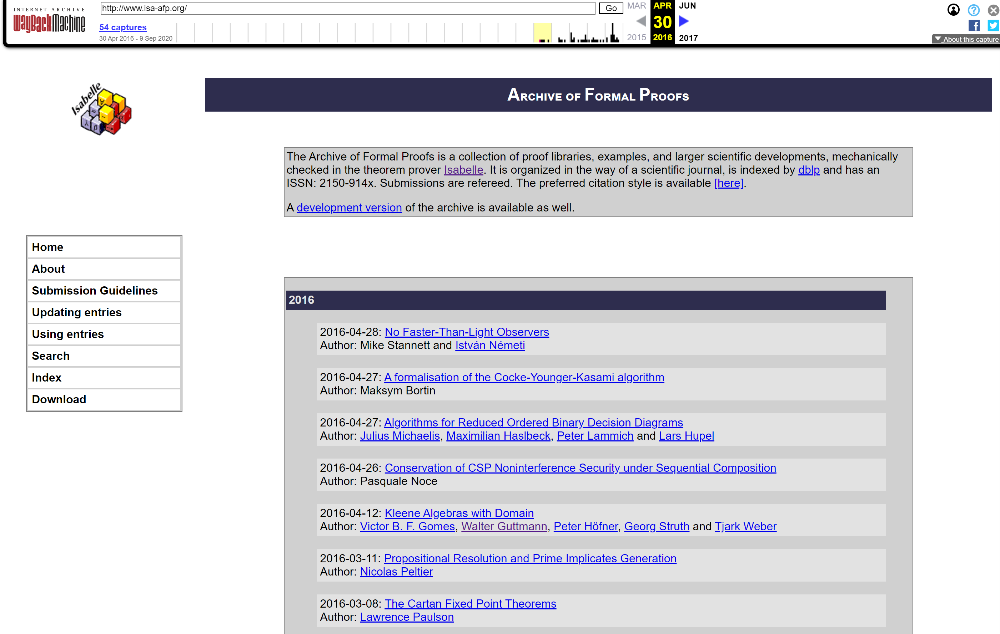 INTERNET ARCHIVE
WayBackMachine
http://www.isa-afp.org/
Go
MAR
APR
JUN
54 captures
30
30 Apr 2016 - 9 Sep 2020
2015
2016
2017
About this capture
Isabelle
Archive of Formal Proofs
The Archive of Formal Proofs is a collection of proof libraries, examples, and larger scientific developments, mechanically
checked in the theorem prover Isabelle. It is organized in the way of a scientific journal, is indexed by dblp and has an
ISSN: 2150-914x. Submissions are refereed. The preferred citation style is available [here].
A development version of the archive is available as well.
Home
About
Submission Guidelines
Updating entries
Using entries
Search
Index
Download
2016
2016-04-28: No Faster-Than-Light Observers
Author: Mike Stannett and István Németi
2016-04-27: A formalisation of the Cocke-Younger-Kasami algorithm
Author: Maksym Bortin
2016-04-27: Algorithms for Reduced Ordered Binary Decision Diagrams
Author: Julius Michaelis, Maximilian Haslbeck, Peter Lammich and Lars Hupel
2016-04-26: Conservation of CSP Noninterference Security under Sequential Composition
Author: Pasquale Noce
2016-04-12: Kleene Algebras with Domain
Author: Victor B. F. Gomes, Walter Guttmann, Peter Höfner, Georg Struth and Tjark Weber
2016-03-11: Propositional Resolution and Prime Implicates Generation
Author: Nicolas Peltier
2016-03-08: The Cartan Fixed Point Theorems
Author: Lawrence Paulson